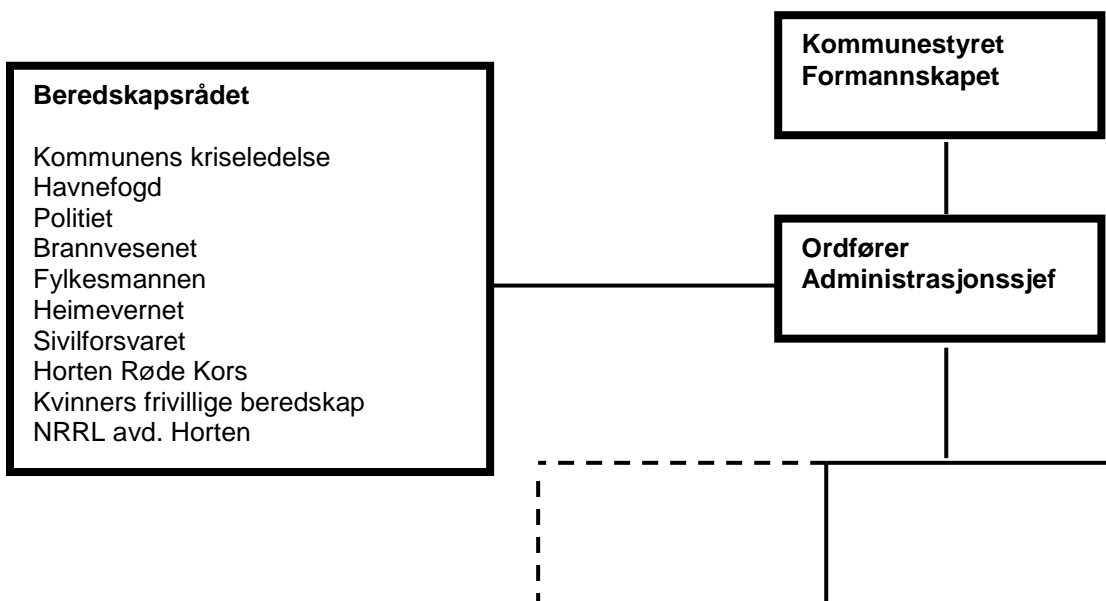 Beredskapsrådet
Kommunens kriseledelse
Havnefogd
Politiet
Brannvesenet
Fylkesmannen
Heimevernet
Sivilforsvaret
Horten Røde Kors
Kvinners frivillige beredskap
NRRL avd. Horten
Kommunestyret
Formannskapet
Ordfører
Administrasjonssjef